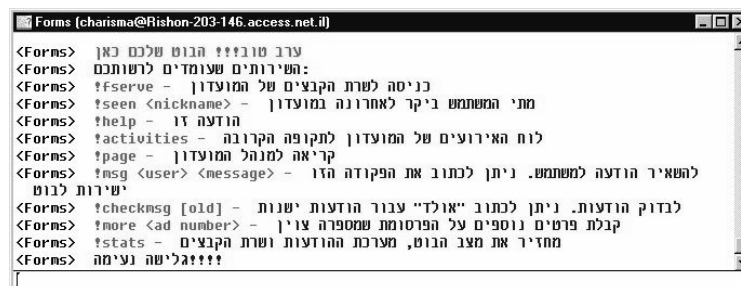 Forms (charisma@Rishon-203-146.access.net.il)
<Forms> ערב טוב!!! הבוט שלכם כאן
<Forms> השירותים שעומדים לרשותכם:
<Forms> !fserve - כניסה לשרת הקבצים של המועדון
<Forms> !seen <nickname> - מתי המשתמש ביקר לאחרונה במועדון
<Forms> !help - הודעה זו
<Forms> !activities - לוח האירועים של המועדון לתקופה הקרובה
<Forms> !page - קריאה למנהל המועדון
<Forms> !msg <user> <message> - להשאיר הודעה למשתמש. ניתן לכתוב את הפקודה הזו
ישירות לבוט
<Forms> !checkmsg [old] - לבדוק הודעות. ניתן לכתוב "אולד" עבור הודעות ישנות
<Forms> !more <ad number> - קבלת פרטים נוספים על הפרסומת שמספרה צוין
<Forms> !stats - מחזיר את מצב הבוט, מערכת ההודעות ושרת הקבצים
<Forms> גלישה נעימה!!!!